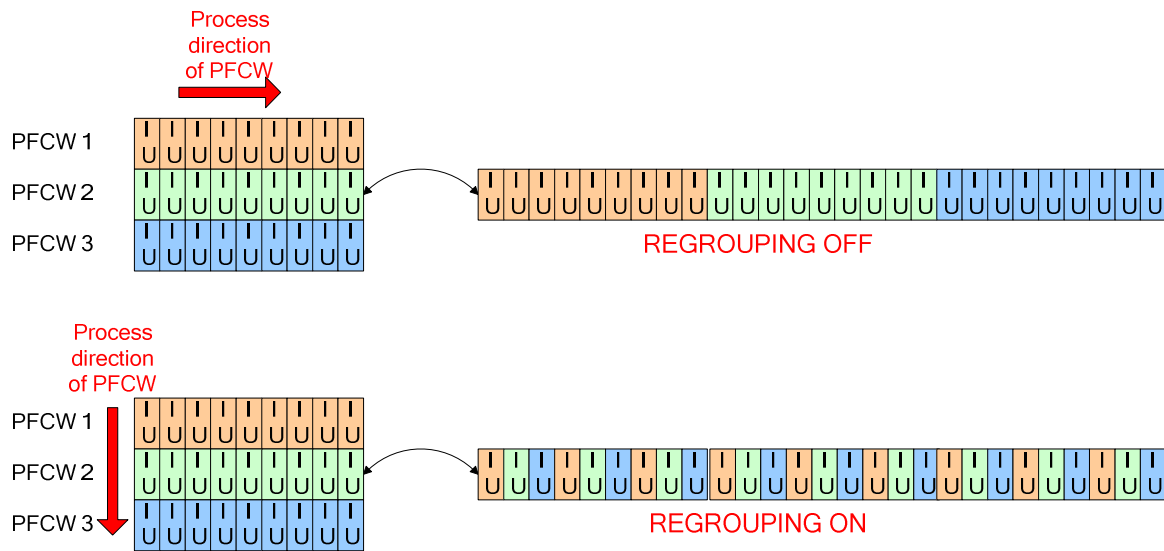 Process
direction
of PFCW
PFCW 1
I I I I I I I I I
U U U U U U U U U
PFCW 2
I I I I I I I I I
U U U U U U U U U
PFCW 3
I I I I I I I I I
U U U U U U U U U
I I I I I I I I I I I I I I I I I I I I I I I I I I I
U U U U U U U U U U U U U U U U U U U U U U U U U U U
REGROUPING OFF
Process
direction
of PFCW
PFCW 1
I I I I I I I I I
U U U U U U U U U
PFCW 2
I I I I I I I I I
U U U U U U U U U
PFCW 3
I I I I I I I I I
U U U U U U U U U
I I I I I I I I I I I I I I I I I I I I I I I I I I I
U U U U U U U U U U U U U U U U U U U U U U U U U U U
REGROUPING ON